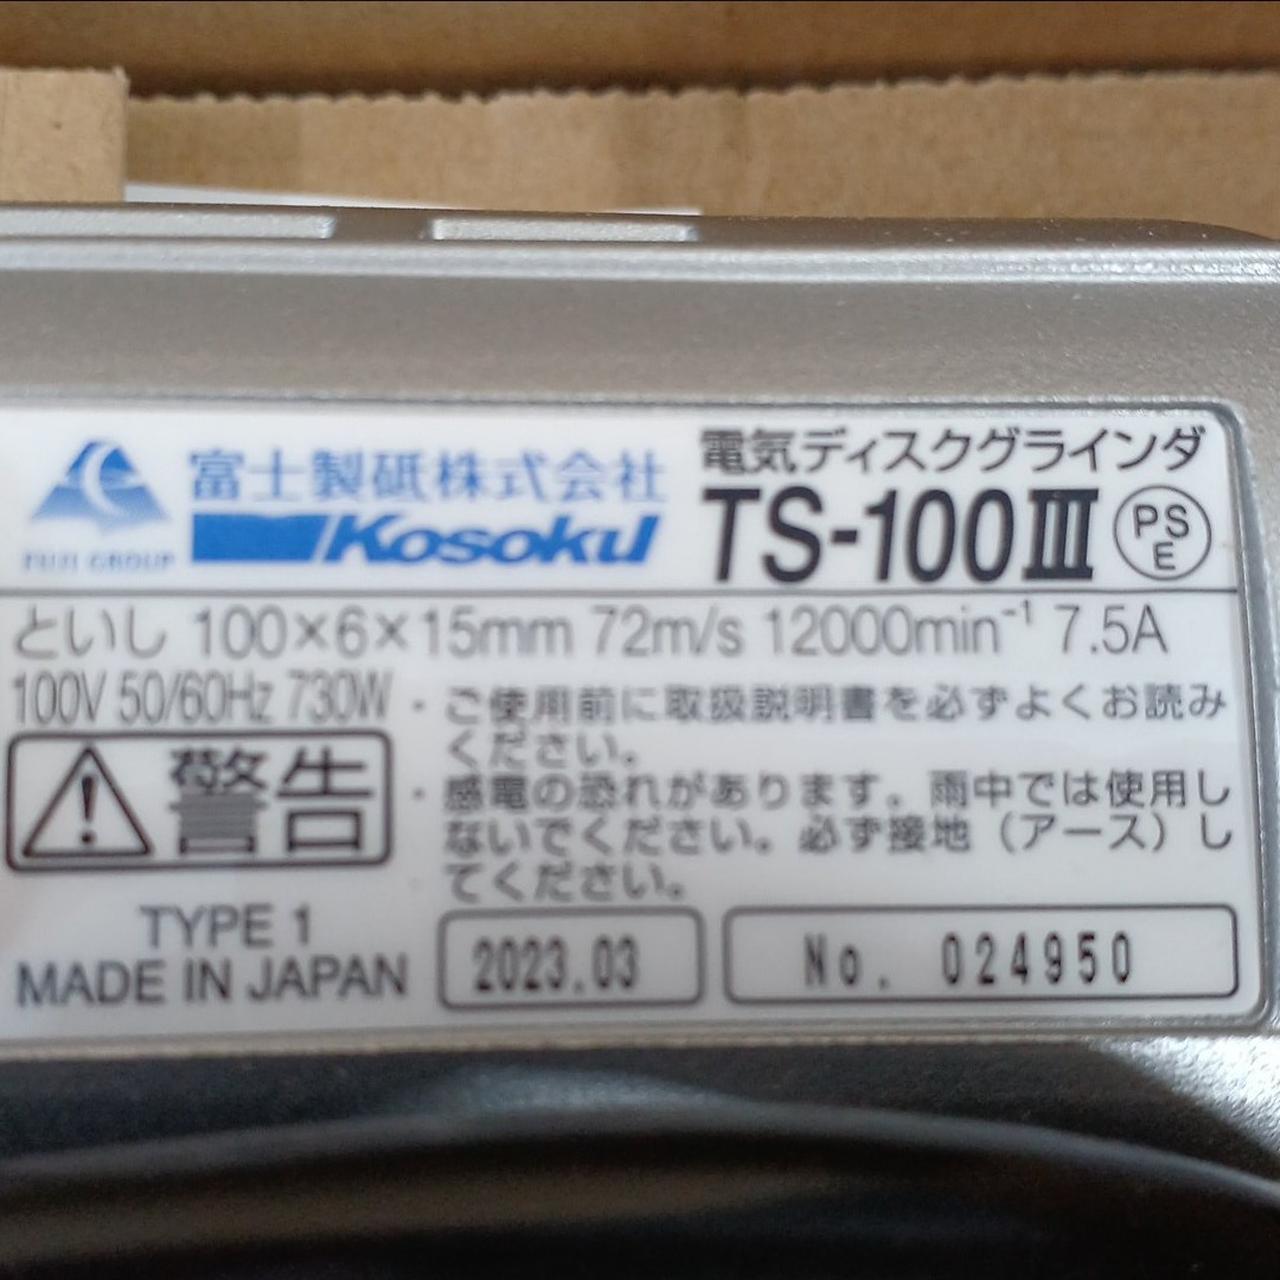 富士製砥株式会社
Kosoku
FUJI GROUP
電気ディスクグラインダ
TS-100Ⅲ
PSE
といし 100×6×15mm 72m/s 12000min⁻¹ 7.5A
100V 50/60Hz 730W
・ご使用前に取扱説明書を必ずよくお読み
ください。
・感電の恐れがあります。雨中では使用し
ないでください。必ず接地（アース）し
てください。
警告
TYPE 1
MADE IN JAPAN
2023.03
No. 024950